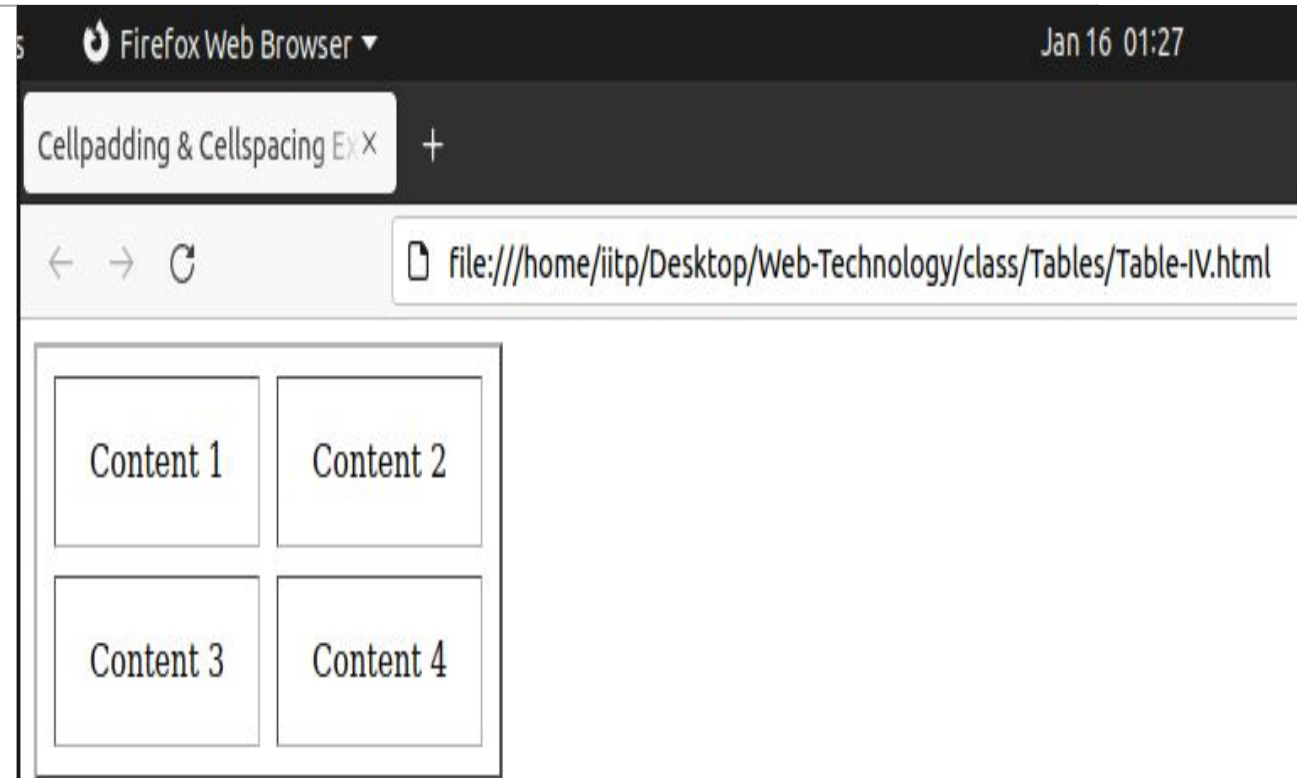 s Firefox Web Browser Jan 16 01:27
Cellpadding & Cellspacing Ex × +
file:///home/iitp/Desktop/Web-Technology/class/Tables/Table-IV.html
Content 1 Content 2
Content 3 Content 4